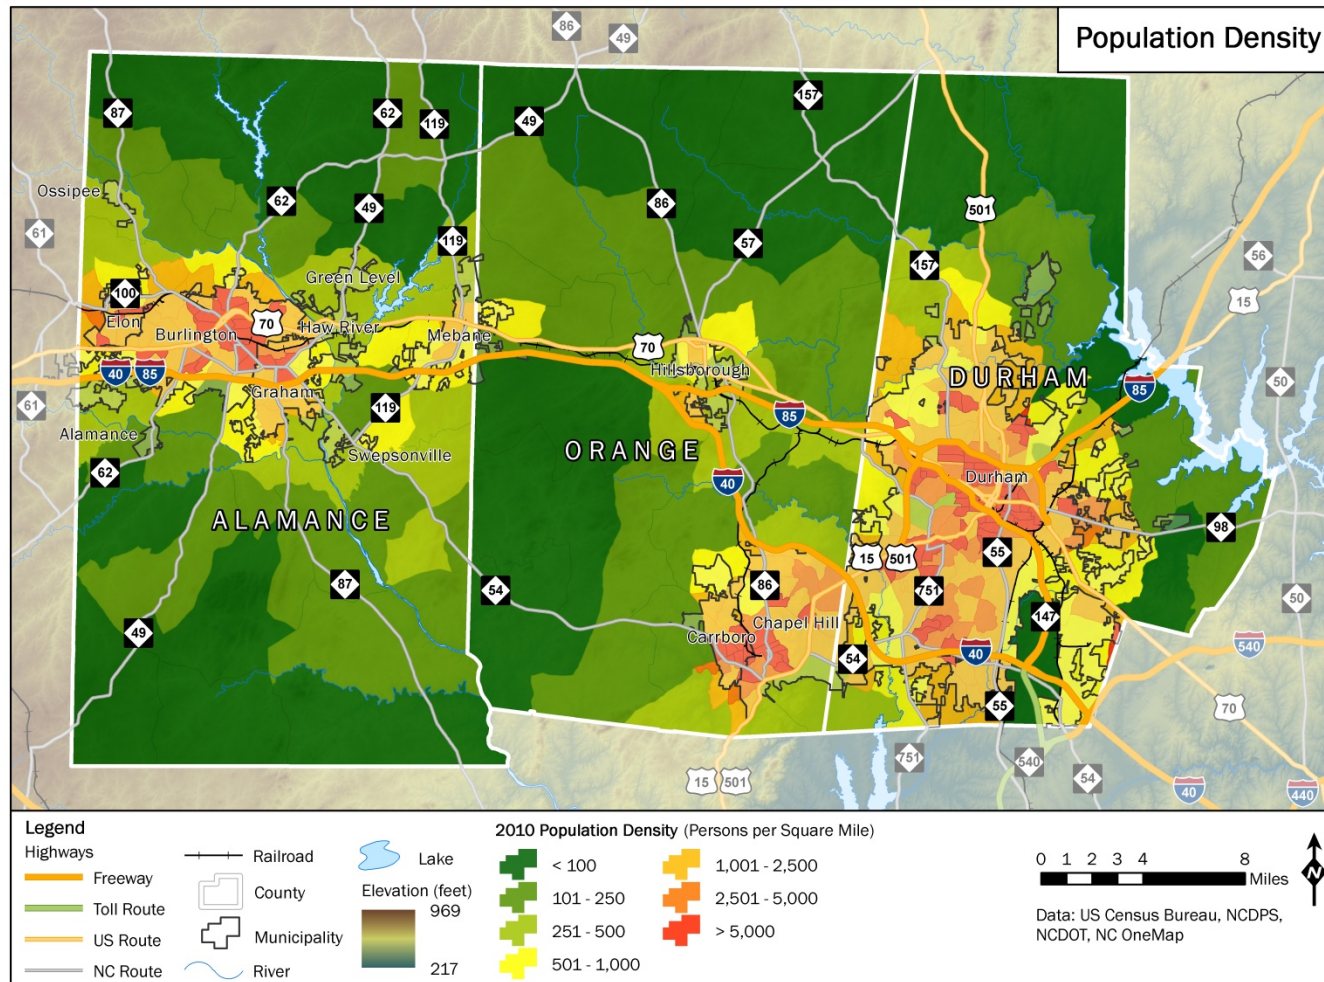 Population Density
86
49
87
62
119
49
157
Ossipee
62
49
86
501
61
119
57
157
56
Green Level
15
100
Elon
Burlington
70
Haw River
Mebane
70
Hillsborough
DURHAM
40
85
85
85
50
61
Graham
119
Alamance
ORANGE
Swepsonville
62
40
Durham
ALAMANCE
98
15
501
55
87
54
86
751
50
147
49
Carrboro
Chapel Hill
54
40
540
55
70
15
501
751
540
54
40
440
Legend
Highways
Freeway
Toll Route
US Route
NC Route
Railroad
County
Municipality
River
Lake
Elevation (feet)
969
217
2010 Population Density (Persons per Square Mile)
< 100
101 - 250
251 - 500
501 - 1,000
1,001 - 2,500
2,501 - 5,000
> 5,000
0 1 2 3 4 8
Miles
N
Data: US Census Bureau, NCDPS,
NCDOT, NC OneMap